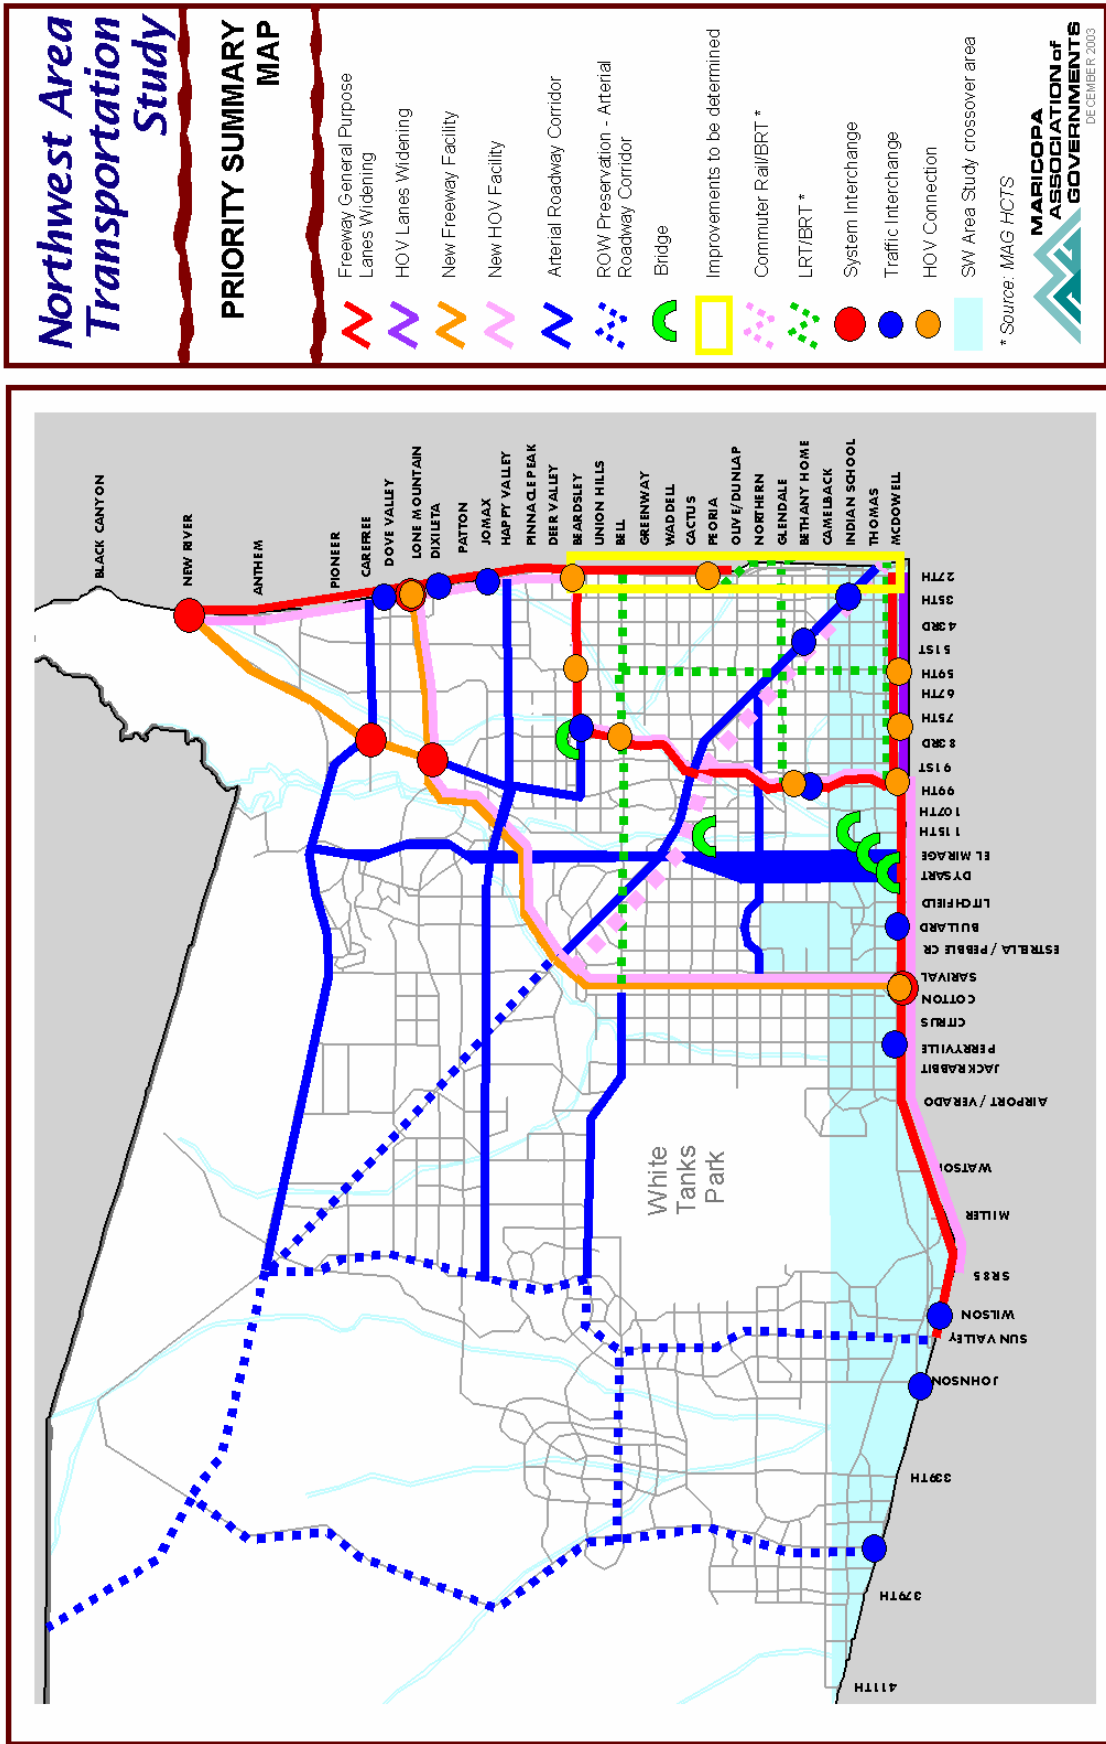 Northwest Area
Transportation
Study
PRIORITY SUMMARY
MAP
Freeway General Purpose
Lanes Widening
HOV Lanes Widening
New Freeway Facility
New HOV Facility
Arterial Roadway Corridor
ROW Preservation - Arterial
Roadway Corridor
Bridge
Improvements to be determined
Commuter Rail/BRT *
LRT/BRT *
System Interchange
Traffic Interchange
HOV Connection
SW Area Study crossover area
* Source: MAG HCTS
MARICOPA
ASSOCIATION of
GOVERNMENTS
DECEMBER 2003
BLACK CANYON
NEW RIVER
ANTHEM
PIONEER
CAREFREE
DOVE VALLEY
LONE MOUNTAIN
DIXILETA
PATTON
JOMAX
HAPPY VALLEY
PINNACLE PEAK
DEER VALLEY
BEARDSLEY
UNION HILLS
BELL
GREENWAY
WADDELL
CACTUS
PEORIA
OLIVE/DUNLAP
NORTHERN
GLENDALE
BETHANY HOME
CAMELBACK
INDIAN SCHOOL
THOMAS
MCDOWELL
White
Tanks
Park
411TH
379TH
339TH
JOHNSON
SUN VALLEY
WILSON
SR85
MILLER
WATSON
AIRPORT / VERADO
JACKRABBIT
PERRYVILLE
CITRUS
COTTON
SARIVAL
ESTRELLA / PEBBLE CR
BULLARD
LITCHFIELD
DYSART
EL MIRAGE
115TH
107TH
99TH
91ST
83RD
75TH
67TH
59TH
51ST
43RD
35TH
27TH